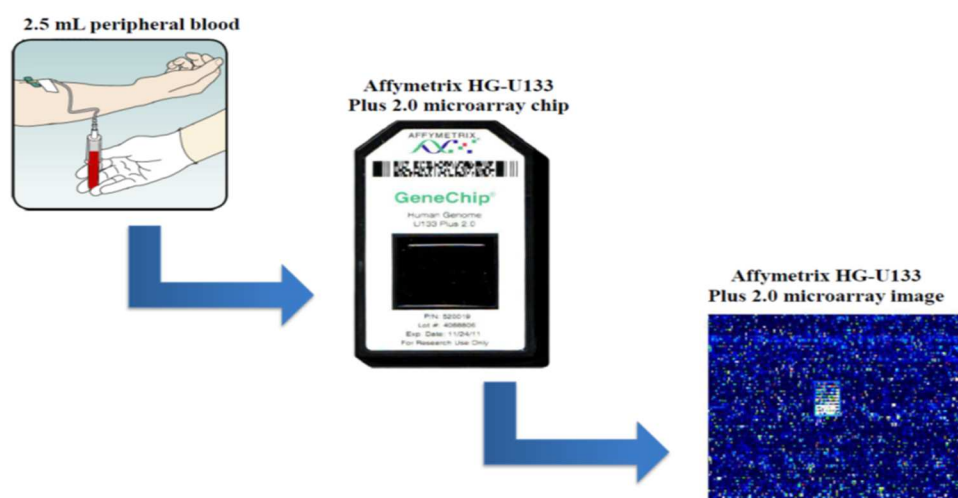 2.5 mL peripheral blood
Affymetrix HG-U133
Plus 2.0 microarray chip
AFFYMETRIX
GeneChip®
Human Genome
U133 Plus 2.0
P/N: 520019
Lot #: 4088806
Exp. Date: 11/24/11
For Research Use Only
Affymetrix HG-U133
Plus 2.0 microarray image